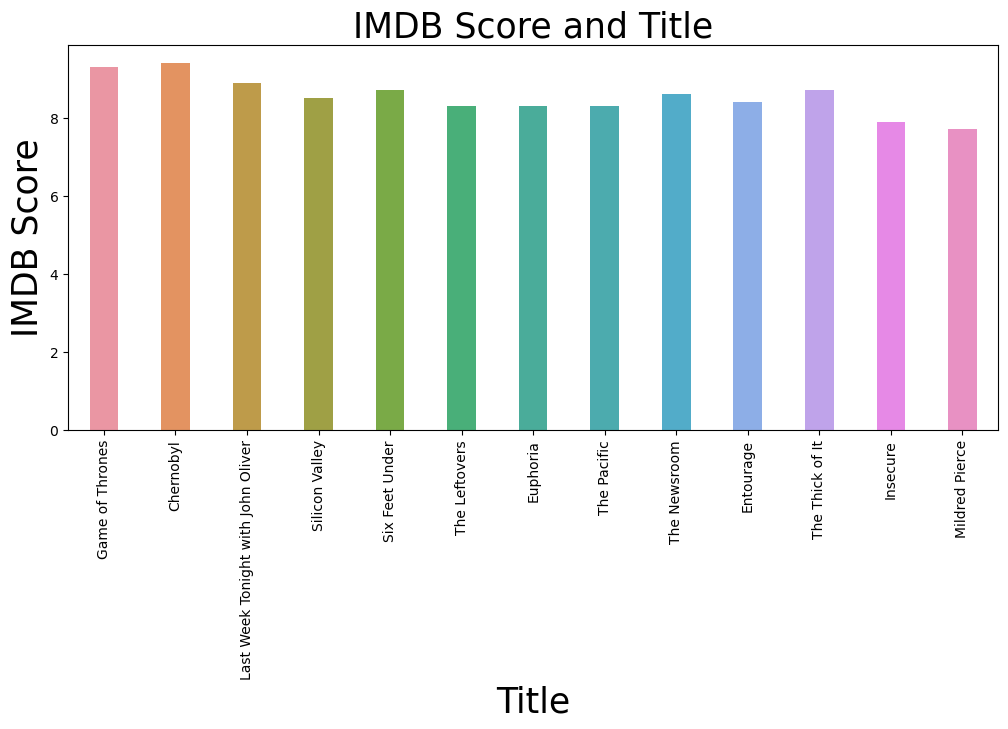 IMDB Score and Title
IMDB Score
8
6
4
2
0
Game of Thrones
Chernobyl
Last Week Tonight with John Oliver
Silicon Valley
Six Feet Under
The Leftovers
Euphoria
The Pacific
The Newsroom
Entourage
The Thick of It
Insecure
Mildred Pierce
Title